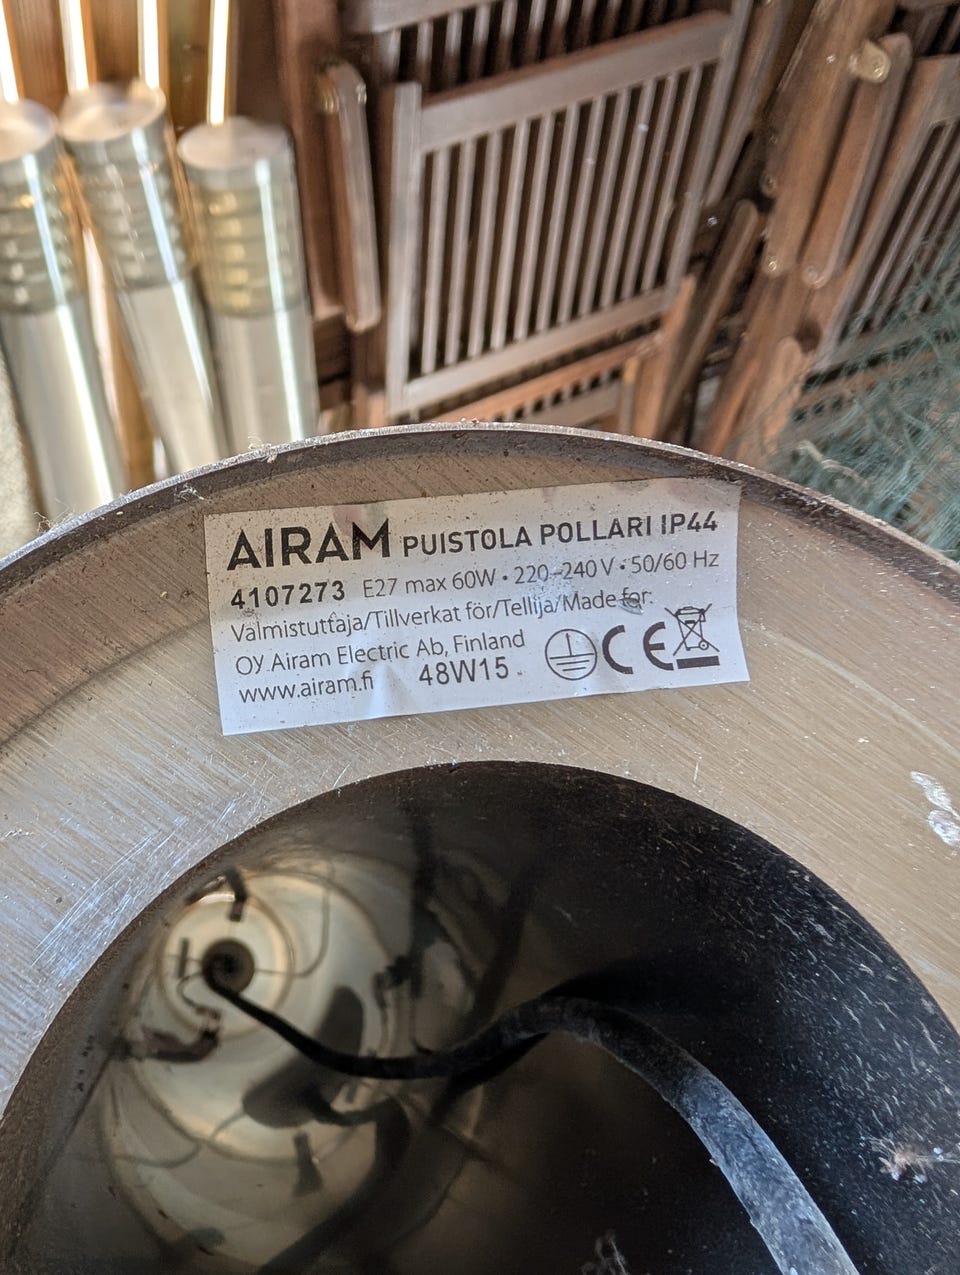 AIRAM PUISTOLA POLLARI IP44
4107273 E27 max 60W • 220-240 V • 50/60 Hz
Valmistuttaja/Tillverkat för/Tellija/Made for:
Oy Airam Electric Ab, Finland
www.airam.fi 48W15
CE